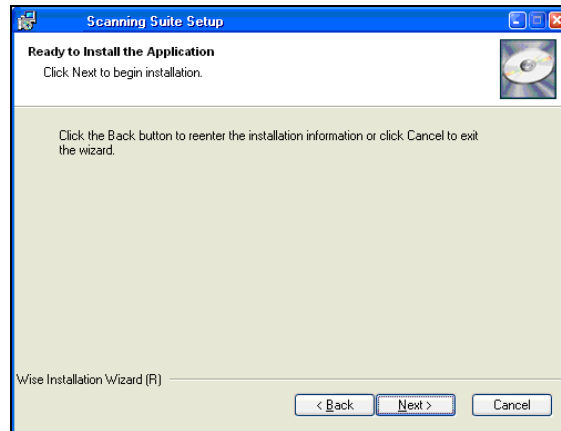 Scanning Suite Setup
Ready to Install the Application
Click Next to begin installation.
Click the Back button to reenter the installation information or click Cancel to exit
the wizard.
Wise Installation Wizard (R)
< Back Next > Cancel